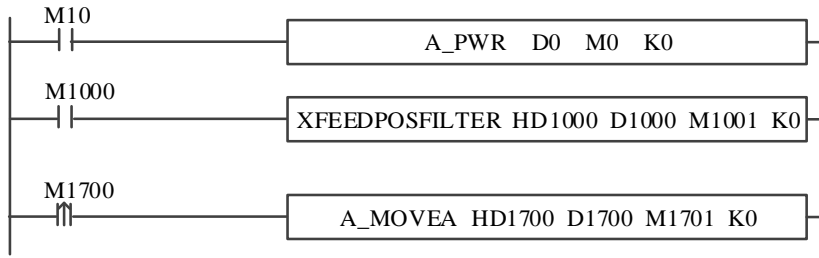 M10
A_PWR D0 M0 K0
M1000
XFEEDPOSFILTER HD1000 D1000 M1001 K0
M1700
A_MOVEA HD1700 D1700 M1701 K0